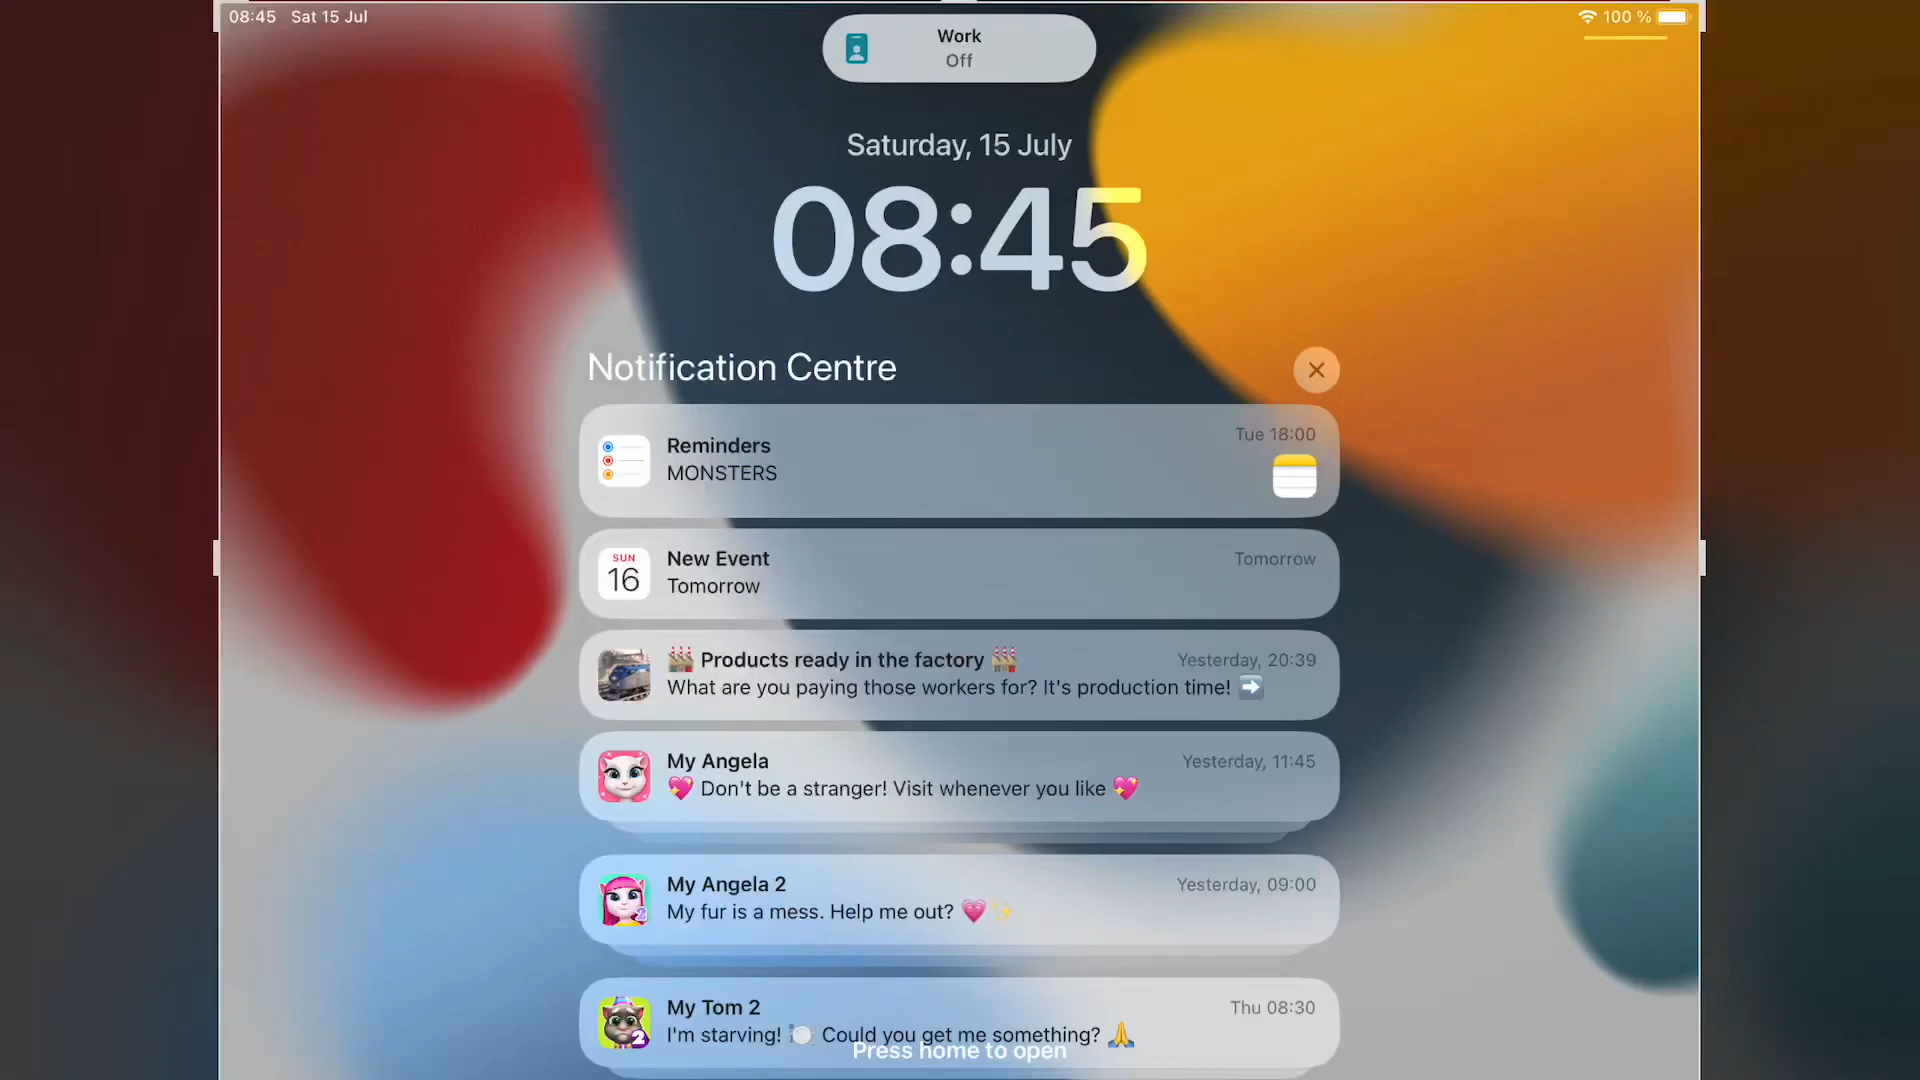 08:45 Sat 15 Jul
100 %
Work
Off
Saturday, 15 July
08:45
Notification Centre
Reminders
Tue 18:00
MONSTERS
SUN
16
New Event
Tomorrow
Tomorrow
🏭 Products ready in the factory 🏭
Yesterday, 20:39
What are you paying those workers for? It's production time! ➡️
My Angela
Yesterday, 11:45
💖 Don't be a stranger! Visit whenever you like 💖
My Angela 2
Yesterday, 09:00
2
My fur is a mess. Help me out? 💗✨
My Tom 2
Thu 08:30
2
I'm starving! 🍽️ Could you get me something? 🙏
Press home to open